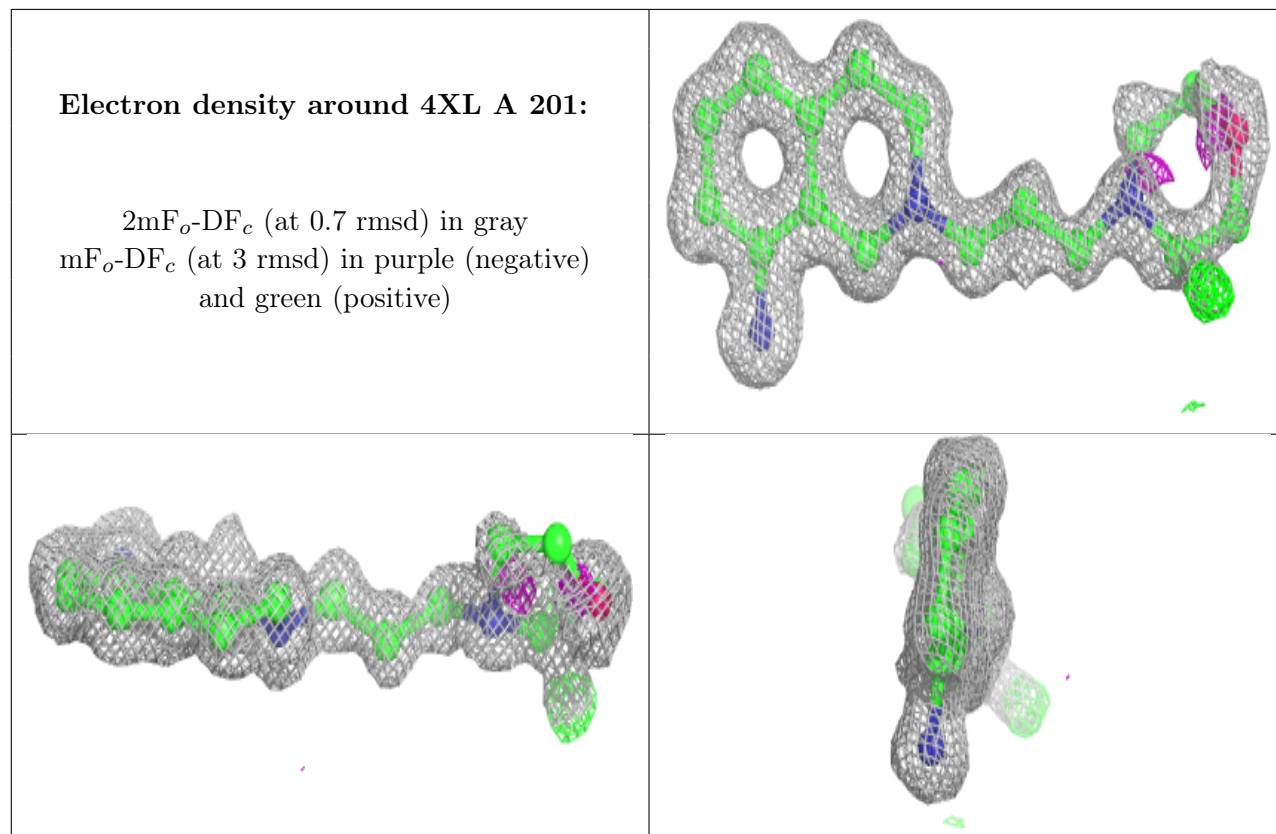 Electron density around 4XL A 201:
2mFo-DFc (at 0.7 rmsd) in gray
mFo-DFc (at 3 rmsd) in purple (negative)
and green (positive)